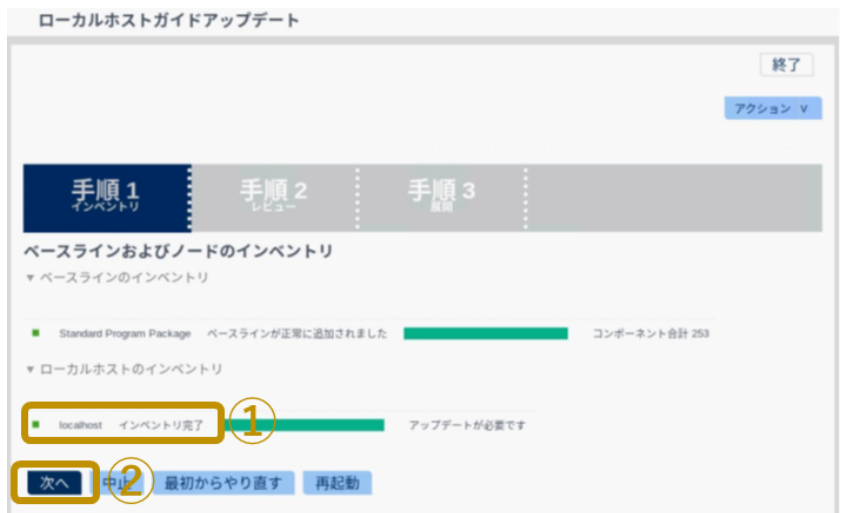 ローカルホストガイドアップデート
終了
アクション ∨
手順 1 手順 2 手順 3
インベントリ レビュー 展開
ベースラインおよびノードのインベントリ
▼ ベースラインのインベントリ
Standard Program Package ベースラインが正常に追加されました コンポーネント合計 253
▼ ローカルホストのインベントリ
①
localhost インベントリ完了 アップデートが必要です
②
次へ 中止 最初からやり直す 再起動